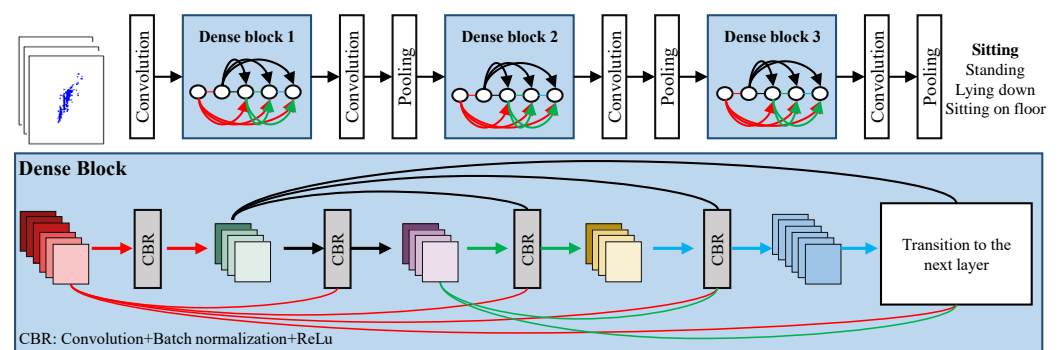 Convolution
Dense block 1
Convolution
Pooling
Dense block 2
Convolution
Pooling
Dense block 3
Convolution
Pooling
Sitting
Standing
Lying down
Sitting on floor
Dense Block
CBR
CBR
CBR
CBR
Transition to the
next layer
CBR: Convolution+Batch normalization+ReLu